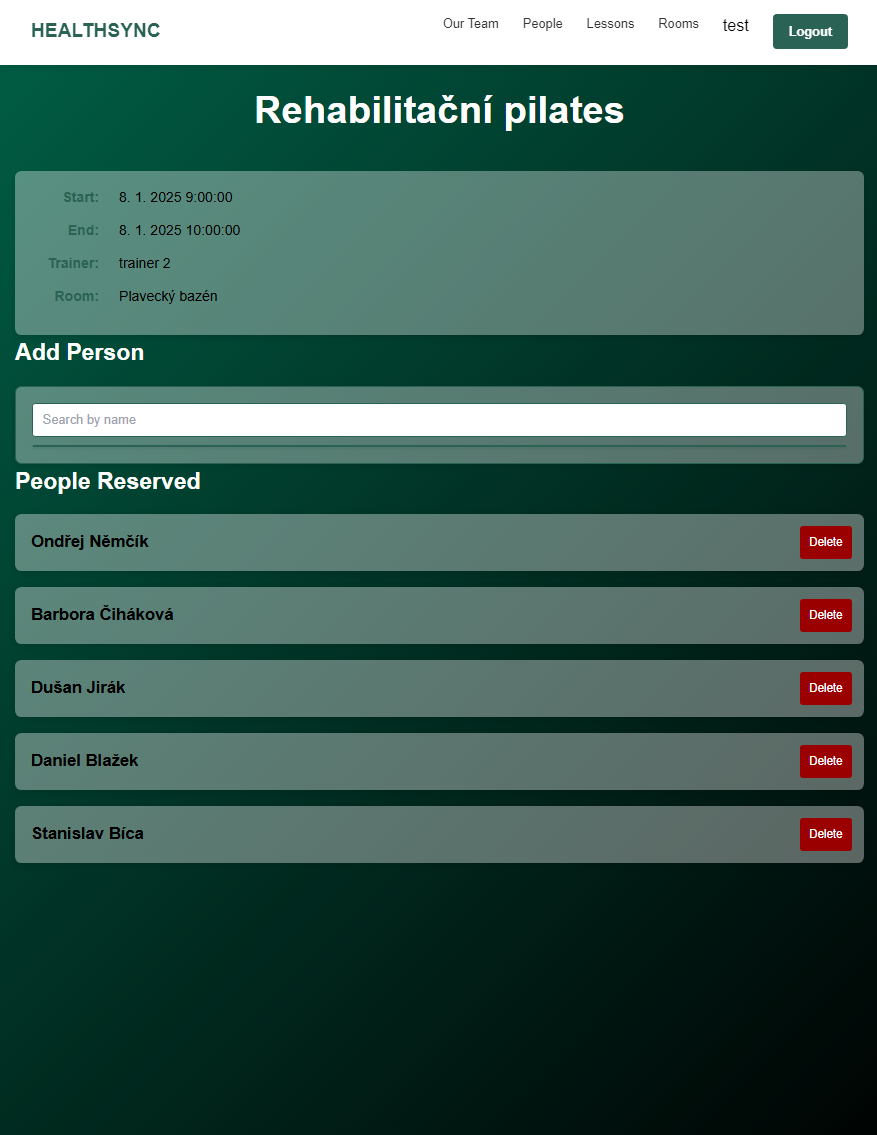 HEALTHSYNC
Our Team People Lessons Rooms test Logout
Rehabilitační pilates
Start: 8. 1. 2025 9:00:00
End: 8. 1. 2025 10:00:00
Trainer: trainer 2
Room: Plavecký bazén
Add Person
Search by name
People Reserved
Ondřej Němčík Delete
Barbora Čiháková Delete
Dušan Jirák Delete
Daniel Blažek Delete
Stanislav Bíca Delete